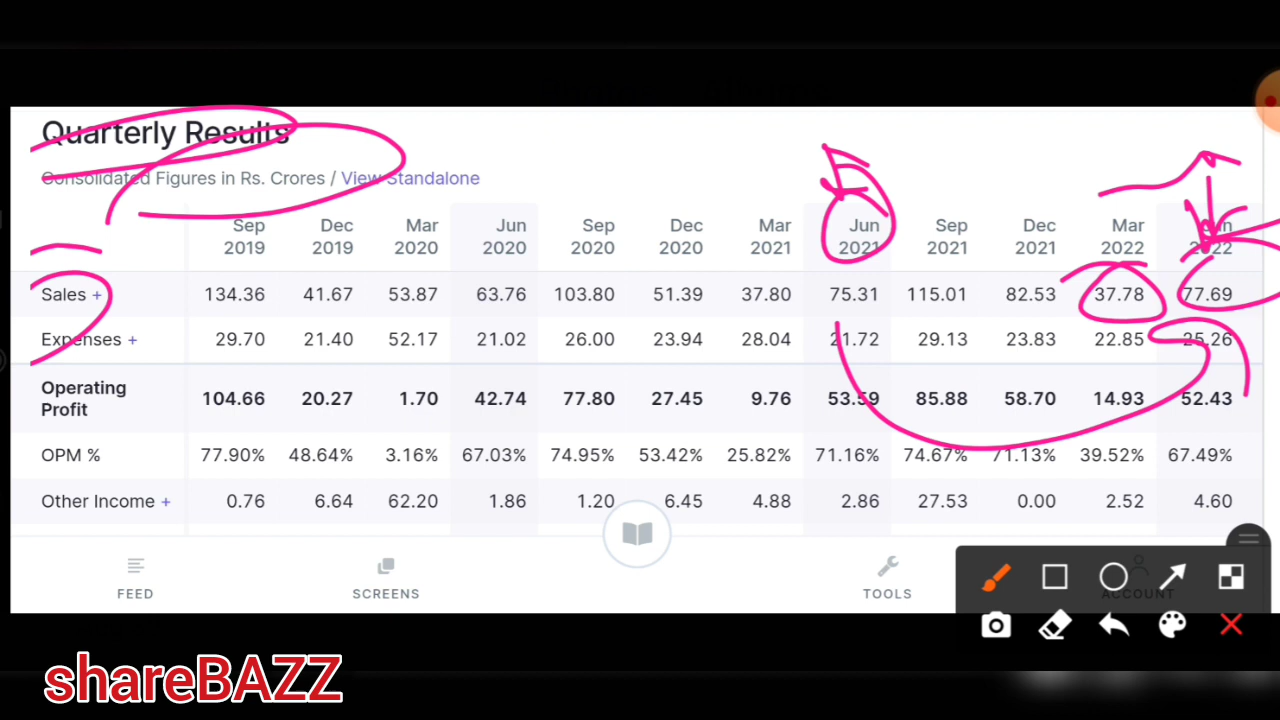 Quarterly Results
Consolidated Figures in Rs. Crores / View Standalone
Sep Dec Mar Jun Sep Dec Mar Jun Sep Dec Mar Jun
2019 2019 2020 2020 2020 2020 2021 2021 2021 2021 2022 2022
Sales + 134.36 41.67 53.87 63.76 103.80 51.39 37.80 75.31 115.01 82.53 37.78 77.69
Expenses + 29.70 21.40 52.17 21.02 26.00 23.94 28.04 21.72 29.13 23.83 22.85 25.26
Operating
Profit 104.66 20.27 1.70 42.74 77.80 27.45 9.76 53.59 85.88 58.70 14.93 52.43
OPM % 77.90% 48.64% 3.16% 67.03% 74.95% 53.42% 25.82% 71.16% 74.67% 71.13% 39.52% 67.49%
Other Income + 0.76 6.64 62.20 1.86 1.20 6.45 4.88 2.86 27.53 0.00 2.52 4.60
FEED SCREENS TOOLS ACCOUNT
shareBAZZ